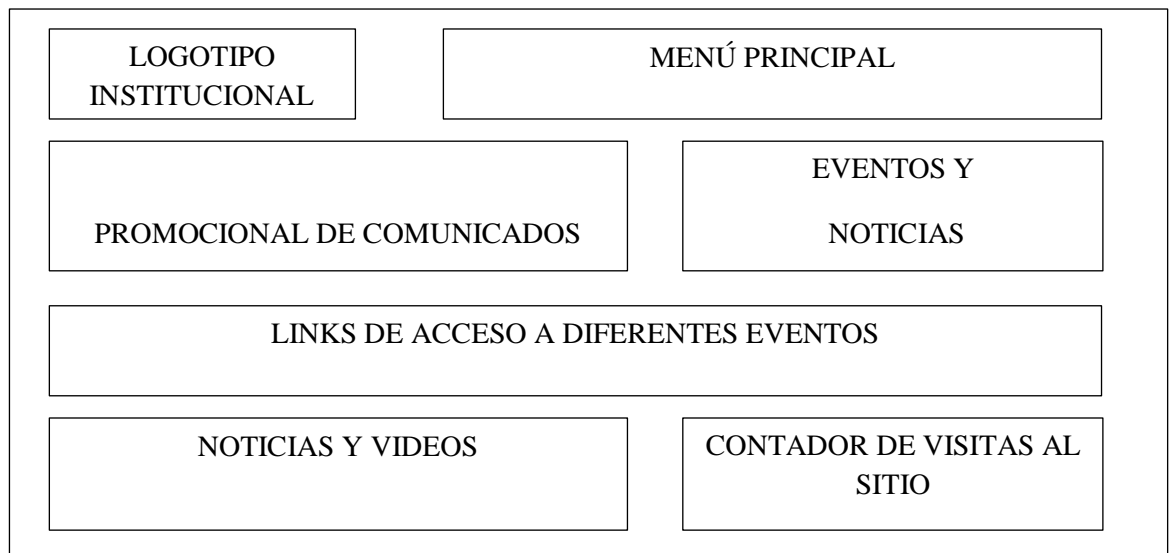 LOGOTIPO
INSTITUCIONAL
MENÚ PRINCIPAL
PROMOCIONAL DE COMUNICADOS
EVENTOS Y
NOTICIAS
LINKS DE ACCESO A DIFERENTES EVENTOS
NOTICIAS Y VIDEOS
CONTADOR DE VISITAS AL
SITIO